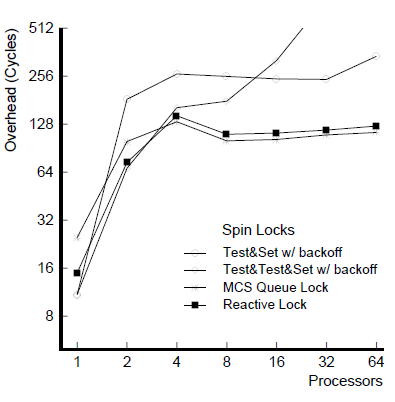 Overhead (Cycles)
512
256
128
64
32
16
8
Spin Locks
Test&Set w/ backoff
Test&Test&Set w/ backoff
MCS Queue Lock
Reactive Lock
1 2 4 8 16 32 64
Processors